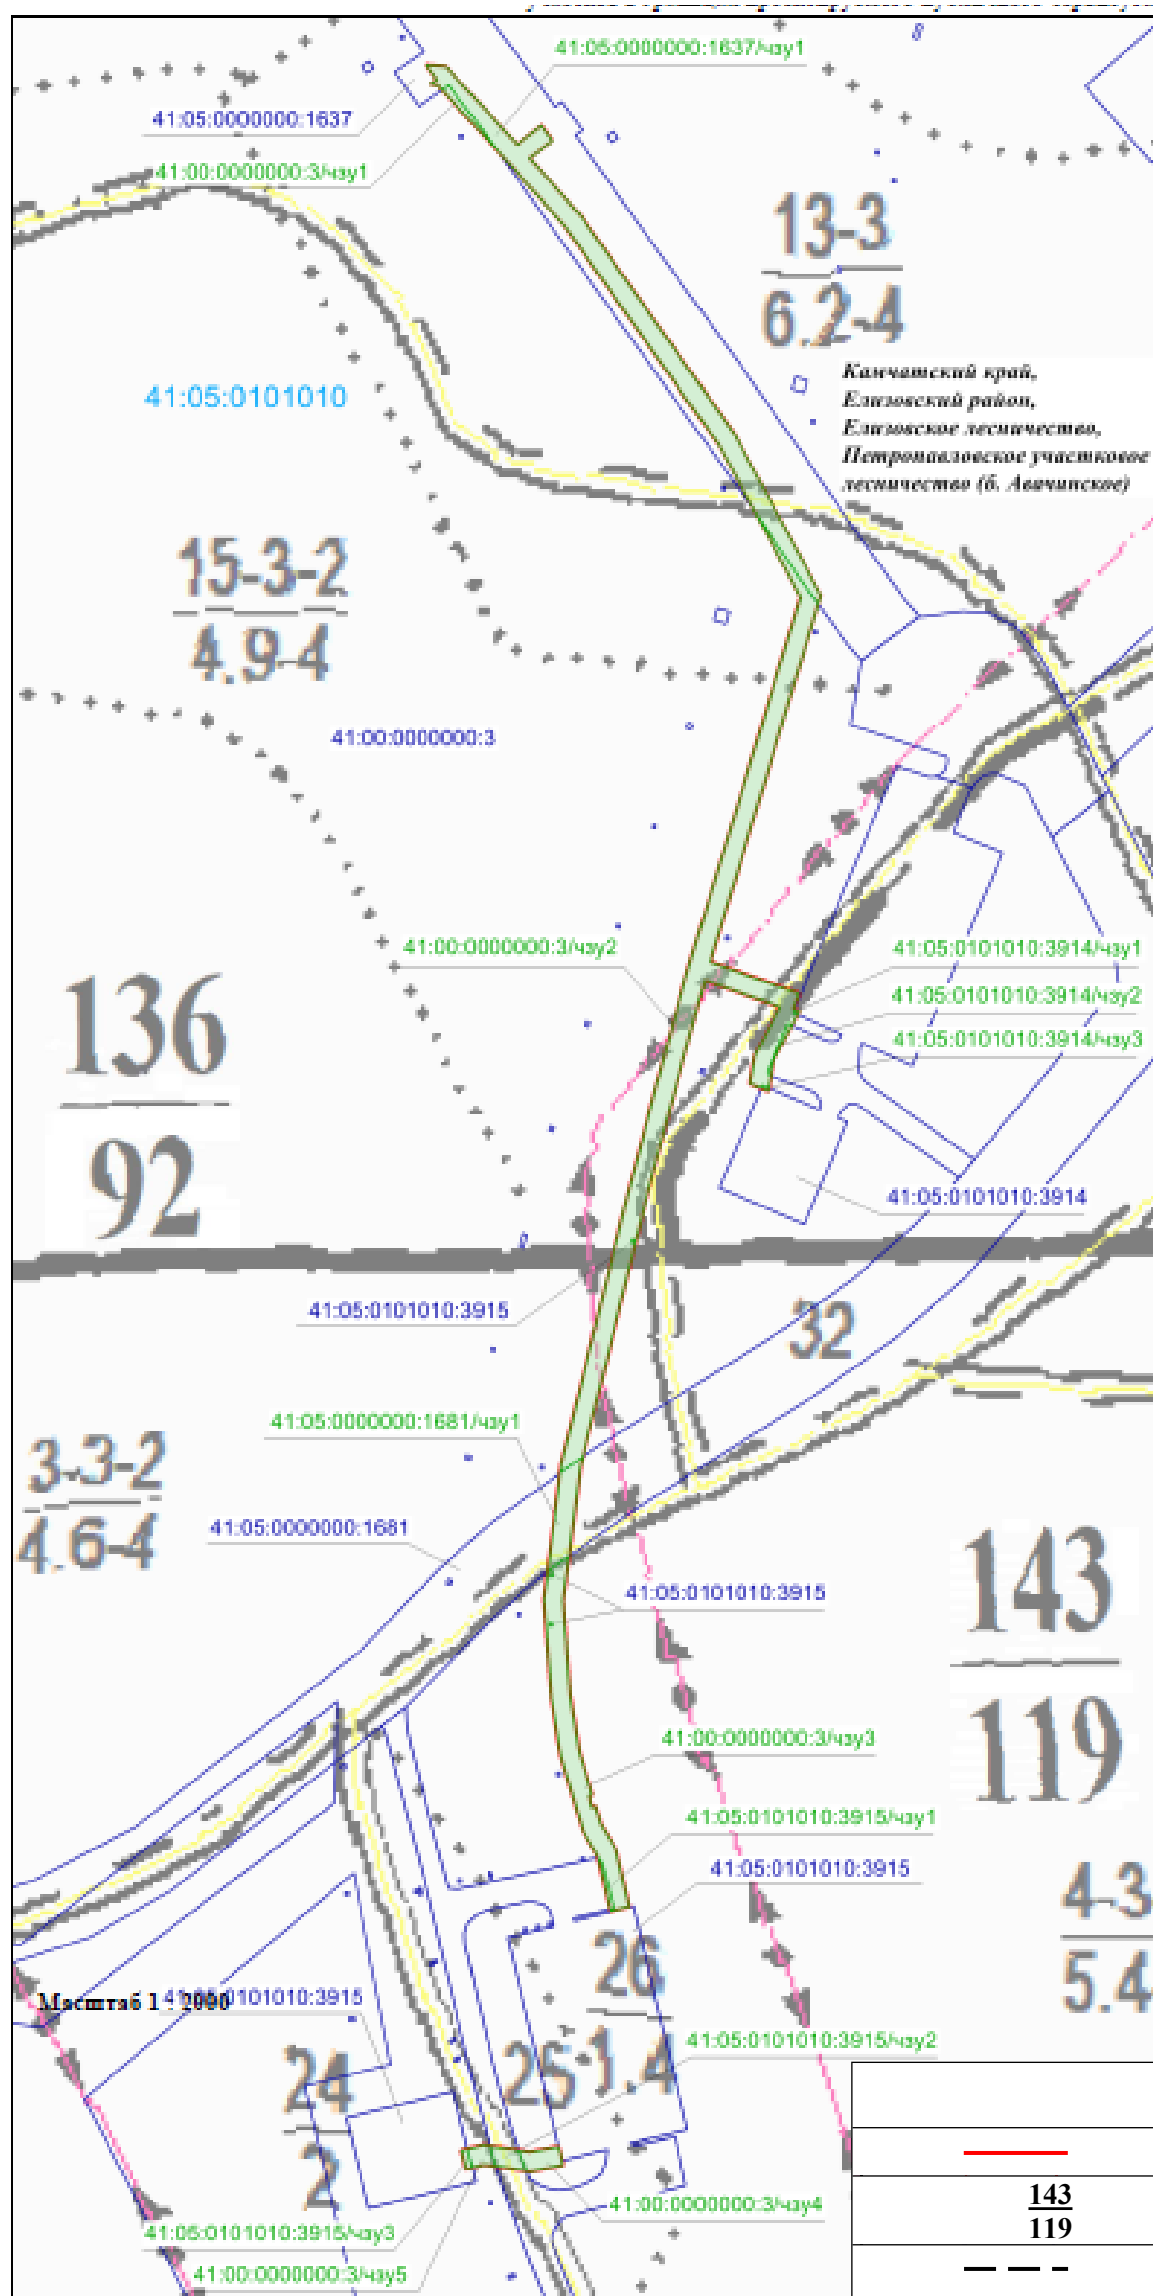 41:05:0000000:1637/чзу1
41:05:0000000:1637
41:00:0000000:3/чзу1
13-3
6.2-4
Камчатский край,
Елизовский район,
Елизовское лесничество,
Петропавловское участковое
лесничество (б. Авачинское)
41:05:0101010
15-3-2
4.9-4
41:00:0000000:3
41:00:0000000:3/чзу2
41:05:0101010:3914/чзу1
41:05:0101010:3914/чзу2
41:05:0101010:3914/чзу3
136
92
41:05:0101010:3914
41:05:0101010:3915
32
41:05:0000000:1681/чзу1
3-3-2
4.6-4
41:05:0000000:1681
41:05:0101010:3915
143
119
41:00:0000000:3/чзу3
41:05:0101010:3915/чзу1
41:05:0101010:3915
4-3
5.4
26
1.4
Масштаб 1 : 2000
41:05:0101010:3915
41:05:0101010:3915/чзу2
24
2
25
41:00:0000000:3/чзу4
143
119
41:05:0101010:3915/чзу3
41:00:0000000:3/чзу5